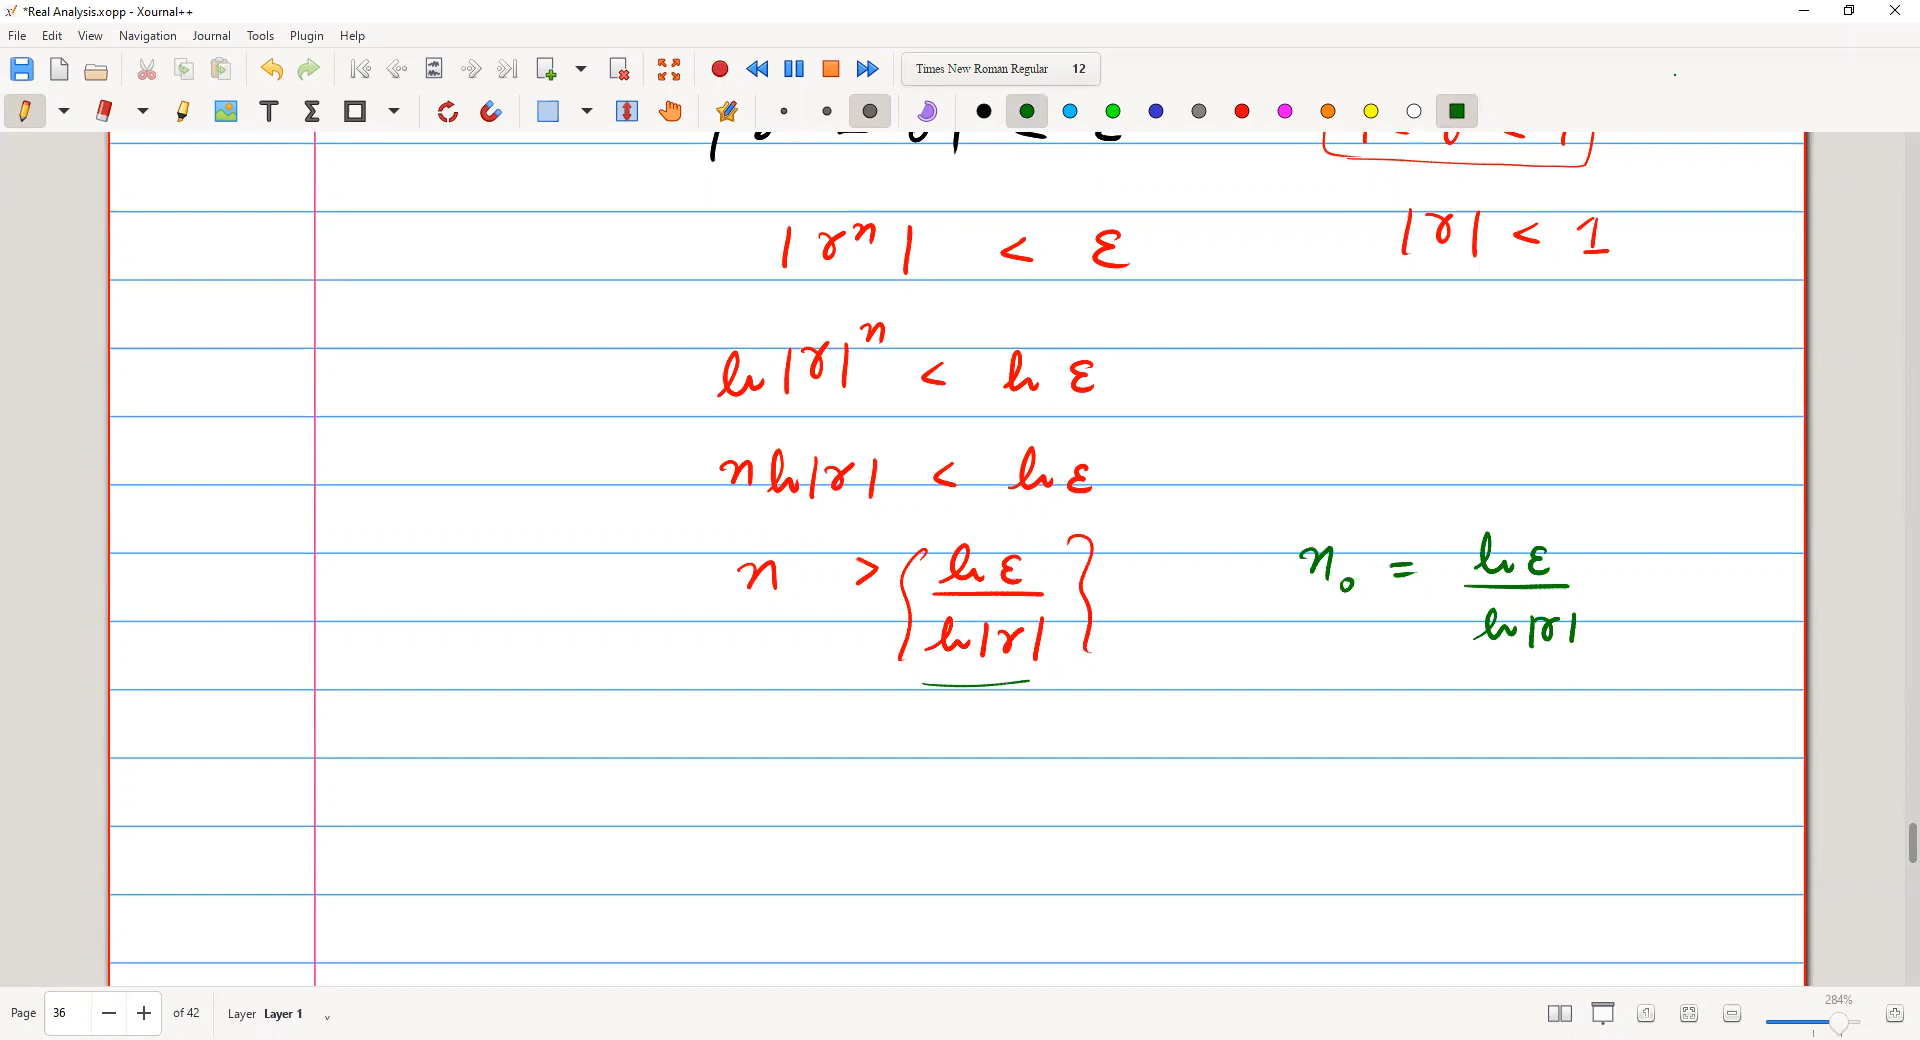 *Real Analysis.xopp - Xournal++
File Edit View Navigation Journal Tools Plugin Help
Times New Roman Regular 12
|r^n| < ε |r| < 1
ln |r|^n < ln ε
n ln|r| < ln ε
n > { ln ε / ln|r| } n₀ = ln ε / ln|r|
284%
Page 36 of 42 Layer Layer 1